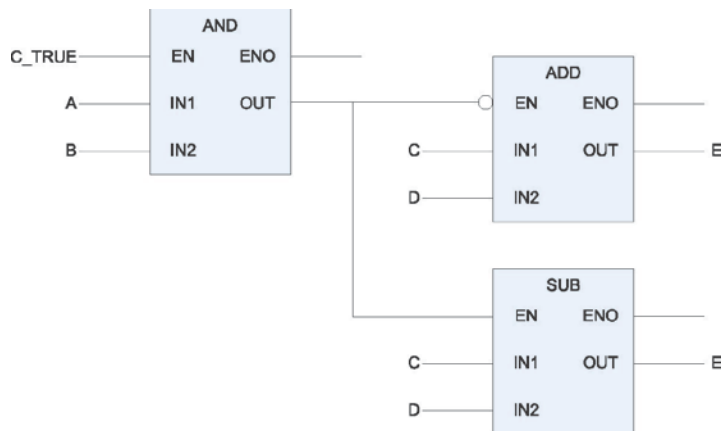 AND
C_TRUE EN ENO
A IN1 OUT
B IN2
ADD
EN ENO
C IN1 OUT E
D IN2
SUB
EN ENO
C IN1 OUT E
D IN2